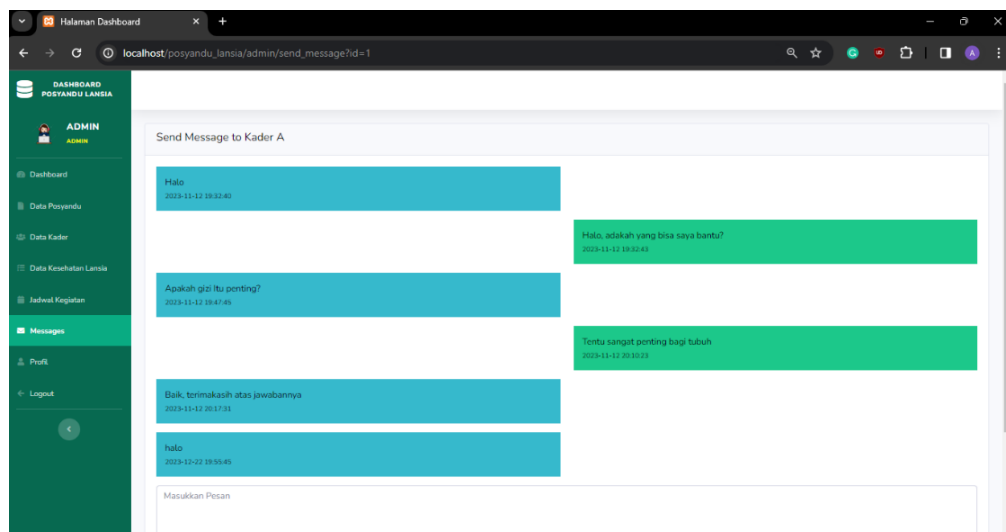 Halaman Dashboard
localhost/posyandu_lansia/admin/send_message?id=1
DASHBOARD
POSYANDU LANSIA
ADMIN
ADMIN
Dashboard
Data Posyandu
Data Kader
Data Kesehatan Lansia
Jadwal Kegiatan
Messages
Profil
Logout
Send Message to Kader A
Halo
2023-11-12 19:32:40
Halo, adakah yang bisa saya bantu?
2023-11-12 19:32:43
Apakah gizi Itu penting?
2023-11-12 19:47:45
Tentu sangat penting bagi tubuh
2023-11-12 20:10:23
Baik, terimakasih atas jawabannya
2023-11-12 20:17:31
halo
2023-12-22 19:55:45
Masukkan Pesan